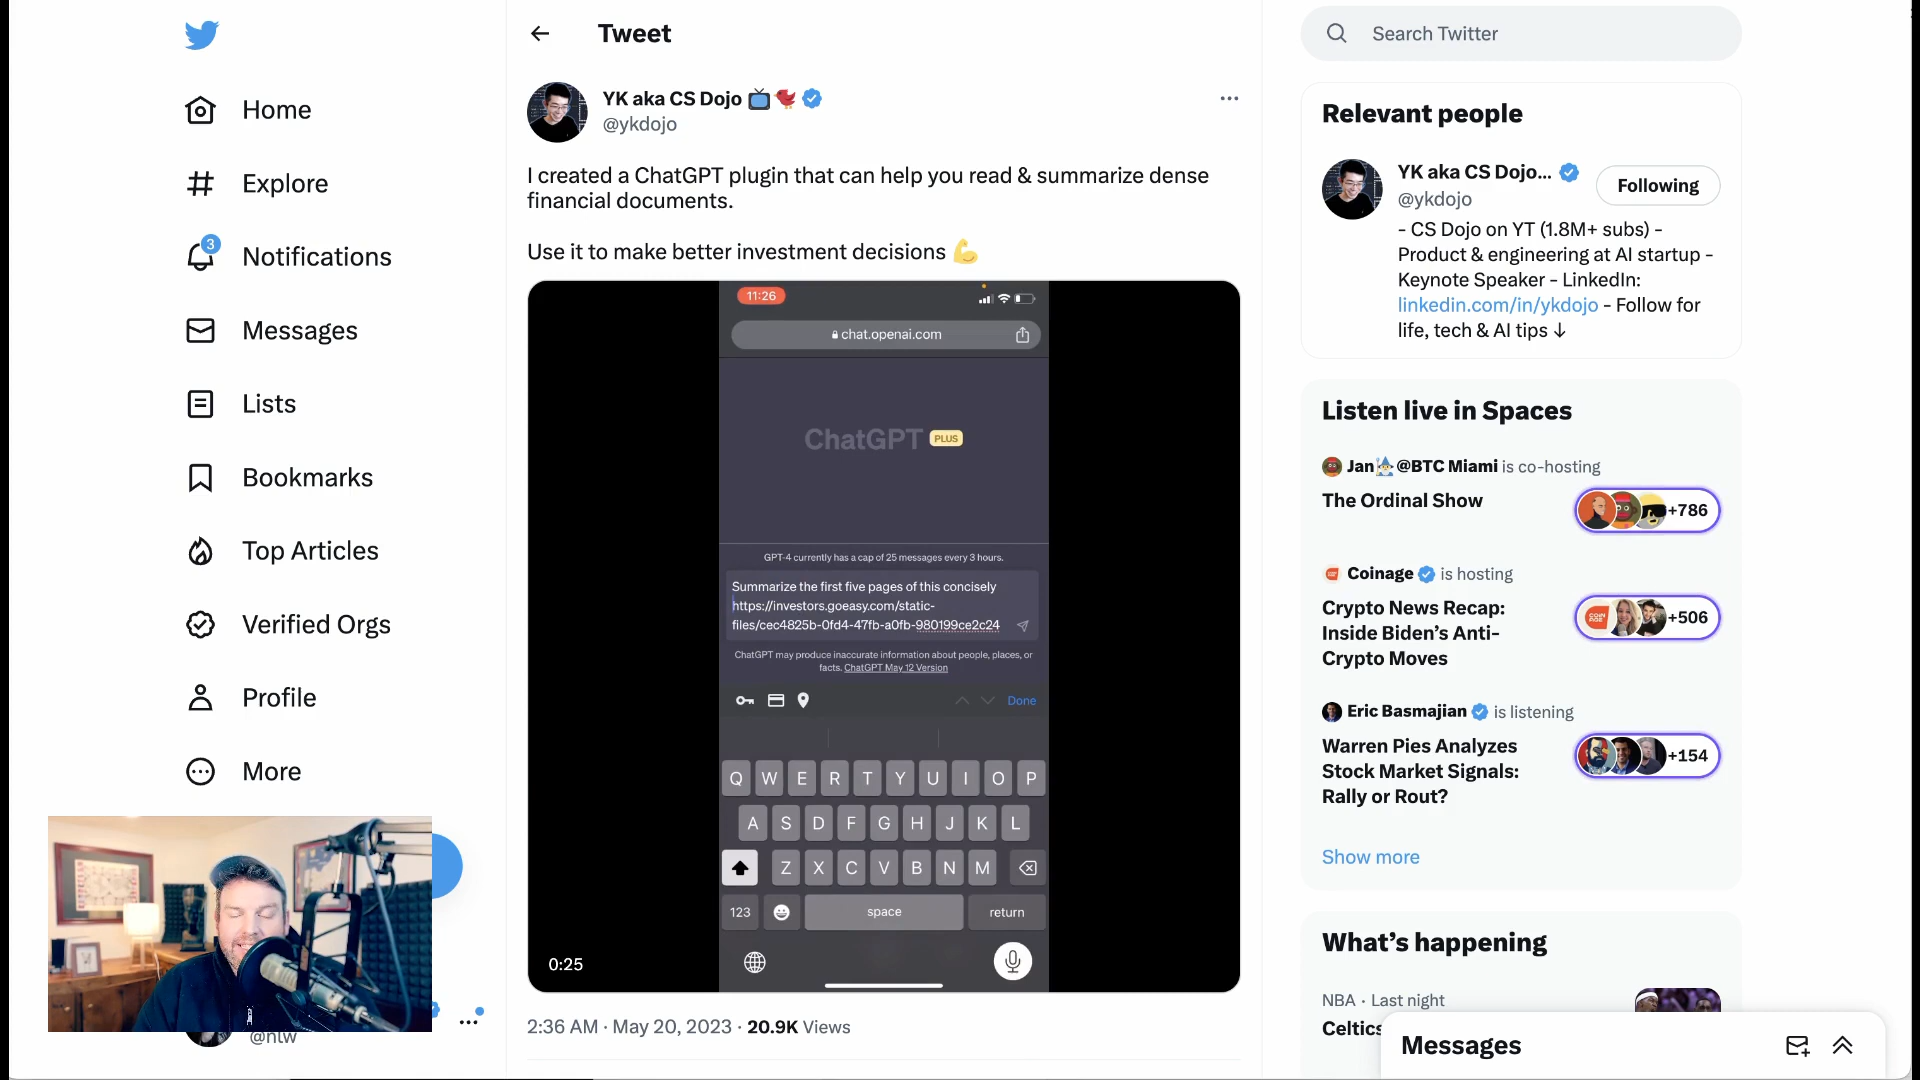 Home
Explore
3
Notifications
Messages
Lists
Bookmarks
Top Articles
Verified Orgs
Profile
More
@nlw
Tweet
YK aka CS Dojo
@ykdojo
I created a ChatGPT plugin that can help you read & summarize dense
financial documents.
Use it to make better investment decisions
11:26
chat.openai.com
ChatGPT PLUS
GPT-4 currently has a cap of 25 messages every 3 hours.
Summarize the first five pages of this concisely
https://investors.goeasy.com/static-
files/cec4825b-0fd4-47fb-a0fb-980199ce2c24
ChatGPT may produce inaccurate information about people, places, or
facts. ChatGPT May 12 Version
Done
Q W E R T Y U I O P
A S D F G H J K L
Z X C V B N M
123 space return
0:25
2:36 AM · May 20, 2023 · 20.9K Views
Search Twitter
Relevant people
YK aka CS Dojo...
Following
@ykdojo
- CS Dojo on YT (1.8M+ subs) -
Product & engineering at AI startup -
Keynote Speaker - LinkedIn:
linkedin.com/in/ykdojo - Follow for
life, tech & AI tips ↓
Listen live in Spaces
Jan @BTC Miami is co-hosting
The Ordinal Show
+786
Coinage is hosting
Crypto News Recap:
Inside Biden's Anti-
Crypto Moves
+506
Eric Basmajian is listening
Warren Pies Analyzes
Stock Market Signals:
Rally or Rout?
+154
Show more
What's happening
NBA · Last night
Celtics
Messages